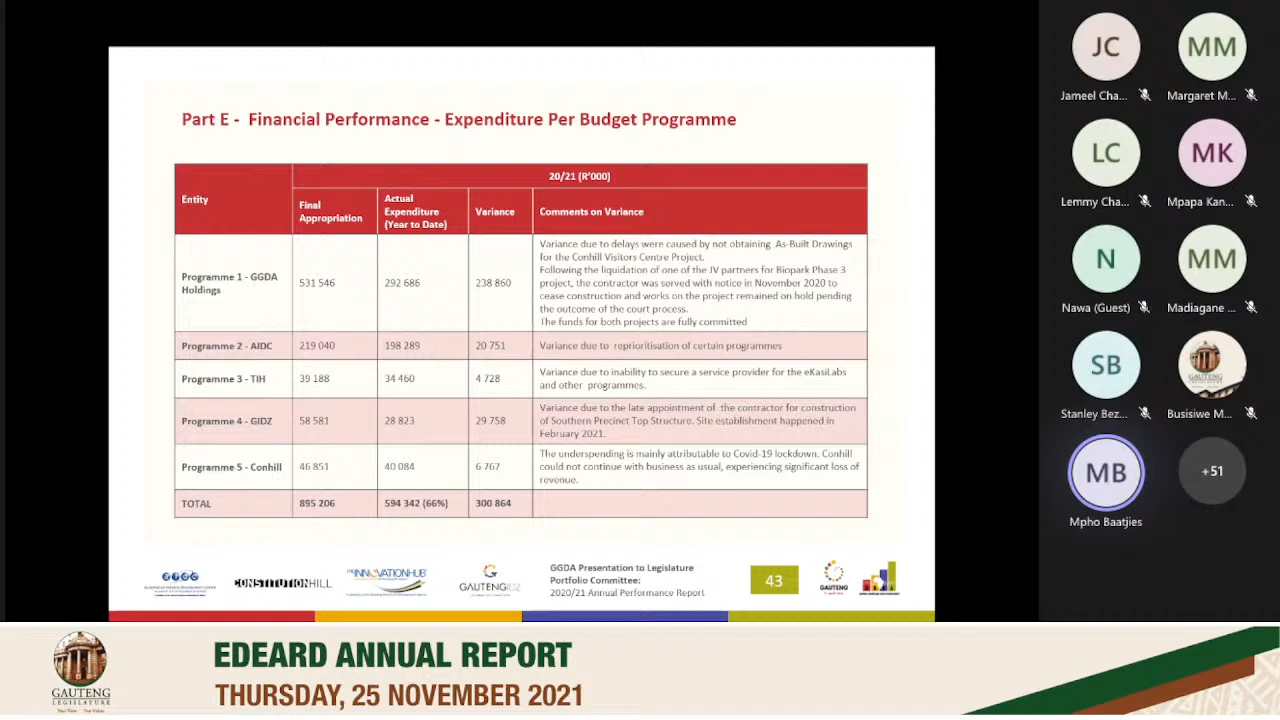 Part E - Financial Performance - Expenditure Per Budget Programme
Entity
20/21 (R'000)
Final
Appropriation
Actual
Expenditure
(Year to Date)
Variance
Comments on Variance
Programme 1 - GGDA
Holdings
531 546
292 686
238 860
Variance due to delays were caused by not obtaining As-Built Drawings
for the Conhill Visitors Centre Project.
Following the liquidation of one of the JV partners for Biopark Phase 3
project, the contractor was served with notice in November 2020 to
cease construction and works on the project remained on hold pending
the outcome of the court process.
The funds for both projects are fully committed
Programme 2 - AIDC
219 040
198 289
20 751
Variance due to reprioritisation of certain programmes
Programme 3 - TIH
39 188
34 460
4 728
Variance due to inability to secure a service provider for the eKasiLabs
and other programmes.
Programme 4 - GIDZ
58 581
28 823
29 758
Variance due to the late appointment of the contractor for construction
of Southern Precinct Top Structure. Site establishment happened in
February 2021.
Programme 5 - Conhill
46 851
40 084
6 767
The underspending is mainly attributable to Covid-19 lockdown. Conhill
could not continue with business as usual, experiencing significant loss of
revenue.
TOTAL
895 206
594 342 (66%)
300 864
CONSTITUTION HILL
THE INNOVATION HUB
GAUTENG IDZ
GGDA Presentation to Legislature
Portfolio Committee:
2020/21 Annual Performance Report
43
GAUTENG
JC
Jameel Cha...
MM
Margaret M...
LC
Lemmy Cha...
MK
Mpapa Kan...
N
Nawa (Guest)
MM
Madiagane ...
SB
Stanley Bez...
Busisiwe M...
MB
Mpho Baatjies
+51
GAUTENG
LEGISLATURE
Your View Our Vision
EDEARD ANNUAL REPORT
THURSDAY, 25 NOVEMBER 2021